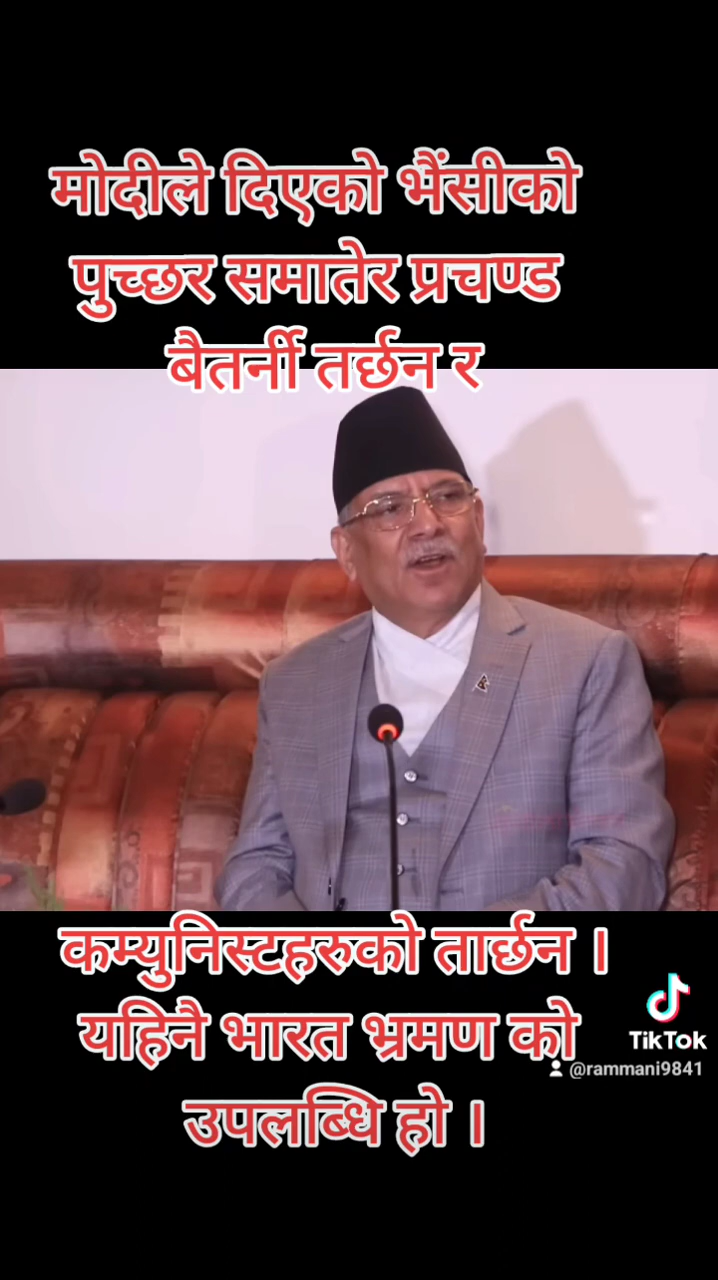 मोदीले दिएको भैंसीको
पुच्छर समातेर प्रचण्ड
बैतर्नी तर्छन र
कम्युनिस्टहरुको तार्छन ।
यहिनै भारत भ्रमण को
उपलब्धि हो ।
TikTok
@rammani9841